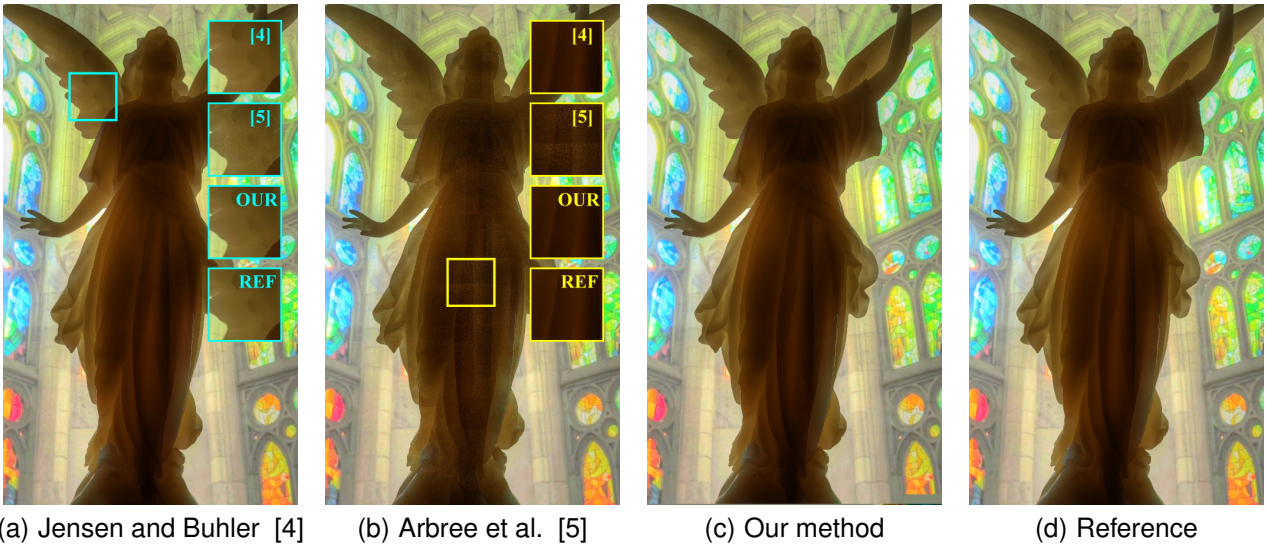 [4]
[5]
OUR
REF
[4]
[5]
OUR
REF
(a) Jensen and Buhler [4]
(b) Arbree et al. [5]
(c) Our method
(d) Reference